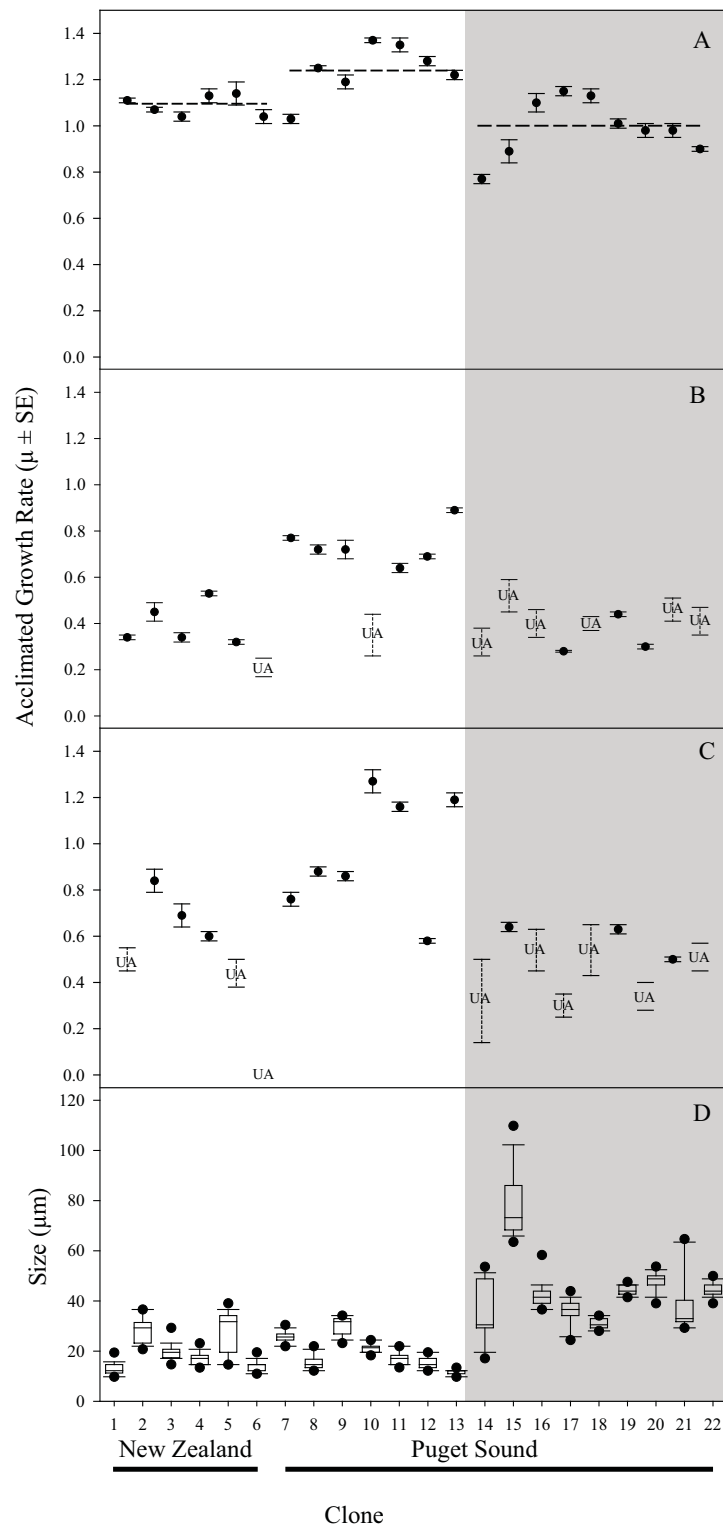 A
1.4
1.2
1.0
0.8
0.6
0.4
0.2
0.0
B
1.4
1.2
1.0
0.8
0.6
0.4
0.2
0.0
UA
UA
UA
UA
UA
UA
UA
UA
C
1.4
1.2
1.0
0.8
0.6
0.4
0.2
0.0
UA
UA
UA
UA
UA
UA
UA
UA
UA
Acclimated Growth Rate (μ ± SE)
D
120
100
80
60
40
20
0
Size (μm)
1 2 3 4 5 6 7 8 9 10 11 12 13 14 15 16 17 18 19 20 21 22
New Zealand Puget Sound
Clone